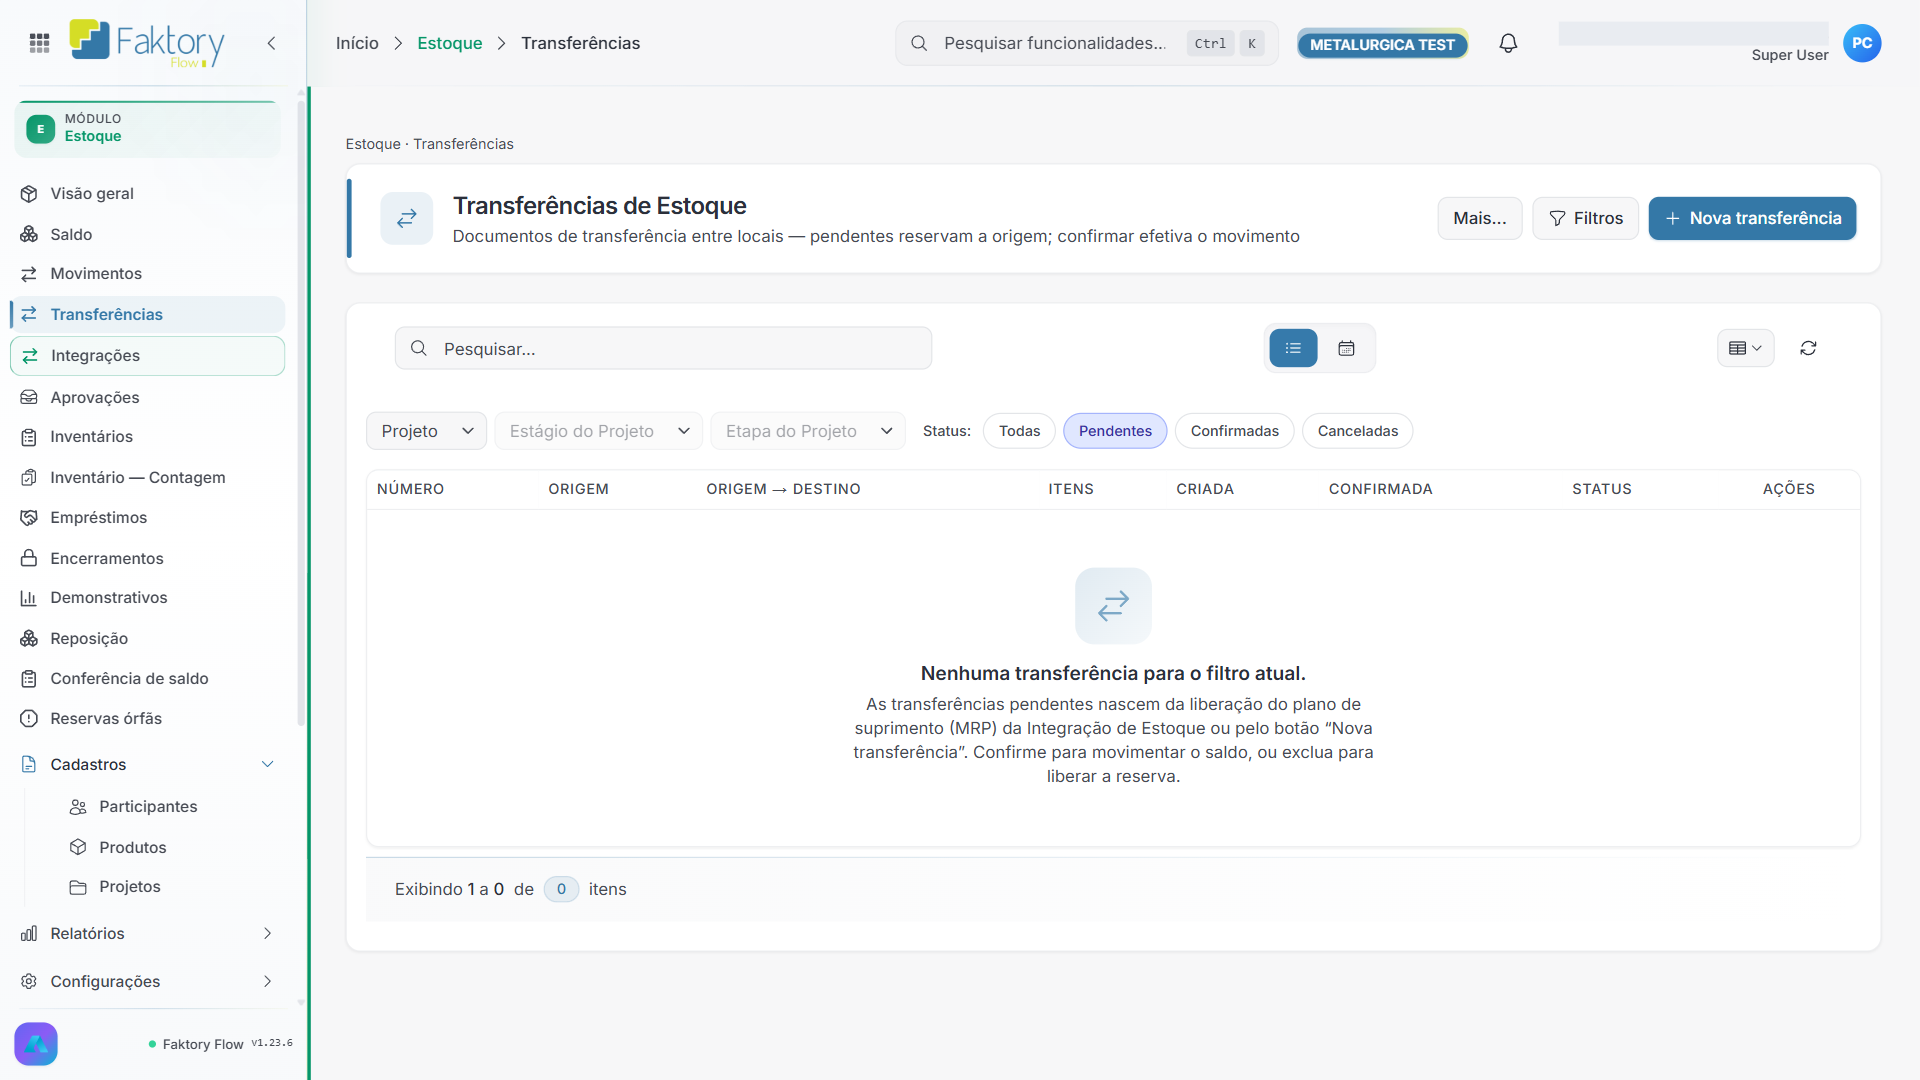 Faktory
Flow
Início
Estoque
Transferências
Pesquisar funcionalidades...
Ctrl
K
METALURGICA TEST
Super User
PC
E
MÓDULO
Estoque
Visão geral
Saldo
Movimentos
Transferências
Integrações
Aprovações
Inventários
Inventário — Contagem
Empréstimos
Encerramentos
Demonstrativos
Reposição
Conferência de saldo
Reservas órfãs
Cadastros
Participantes
Produtos
Projetos
Relatórios
Configurações
Faktory Flow v1.23.6
Estoque · Transferências
Transferências de Estoque
Documentos de transferência entre locais — pendentes reservam a origem; confirmar efetiva o movimento
Mais...
Filtros
Nova transferência
Pesquisar...
Projeto
Estágio do Projeto
Etapa do Projeto
Status:
Todas
Pendentes
Confirmadas
Canceladas
NÚMERO
ORIGEM
ORIGEM → DESTINO
ITENS
CRIADA
CONFIRMADA
STATUS
AÇÕES
Nenhuma transferência para o filtro atual.
As transferências pendentes nascem da liberação do plano de
suprimento (MRP) da Integração de Estoque ou pelo botão “Nova
transferência”. Confirme para movimentar o saldo, ou exclua para
liberar a reserva.
Exibindo 1 a 0 de 0 itens